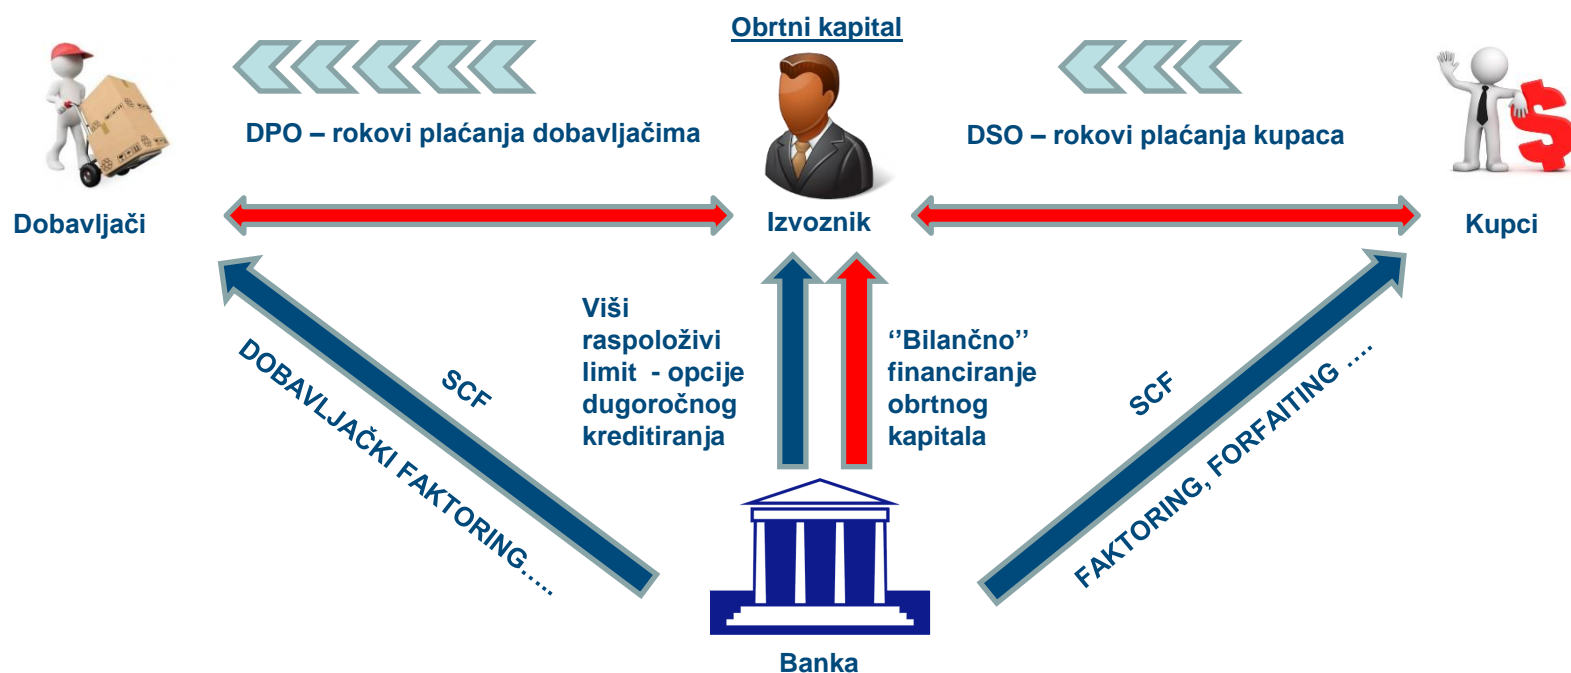 Obrtni kapital
DPO – rokovi plaćanja dobavljačima
DSO – rokovi plaćanja kupaca
Dobavljači
Izvoznik
Kupci
Viši
raspoloživi
limit - opcije
dugoročnog
kreditiranja
‘’Bilančno’’
financiranje
obrtnog
kapitala
SCF
DOBAVLJAČKI FAKTORING…..
SCF
FAKTORING, FORFAITING ….
Banka